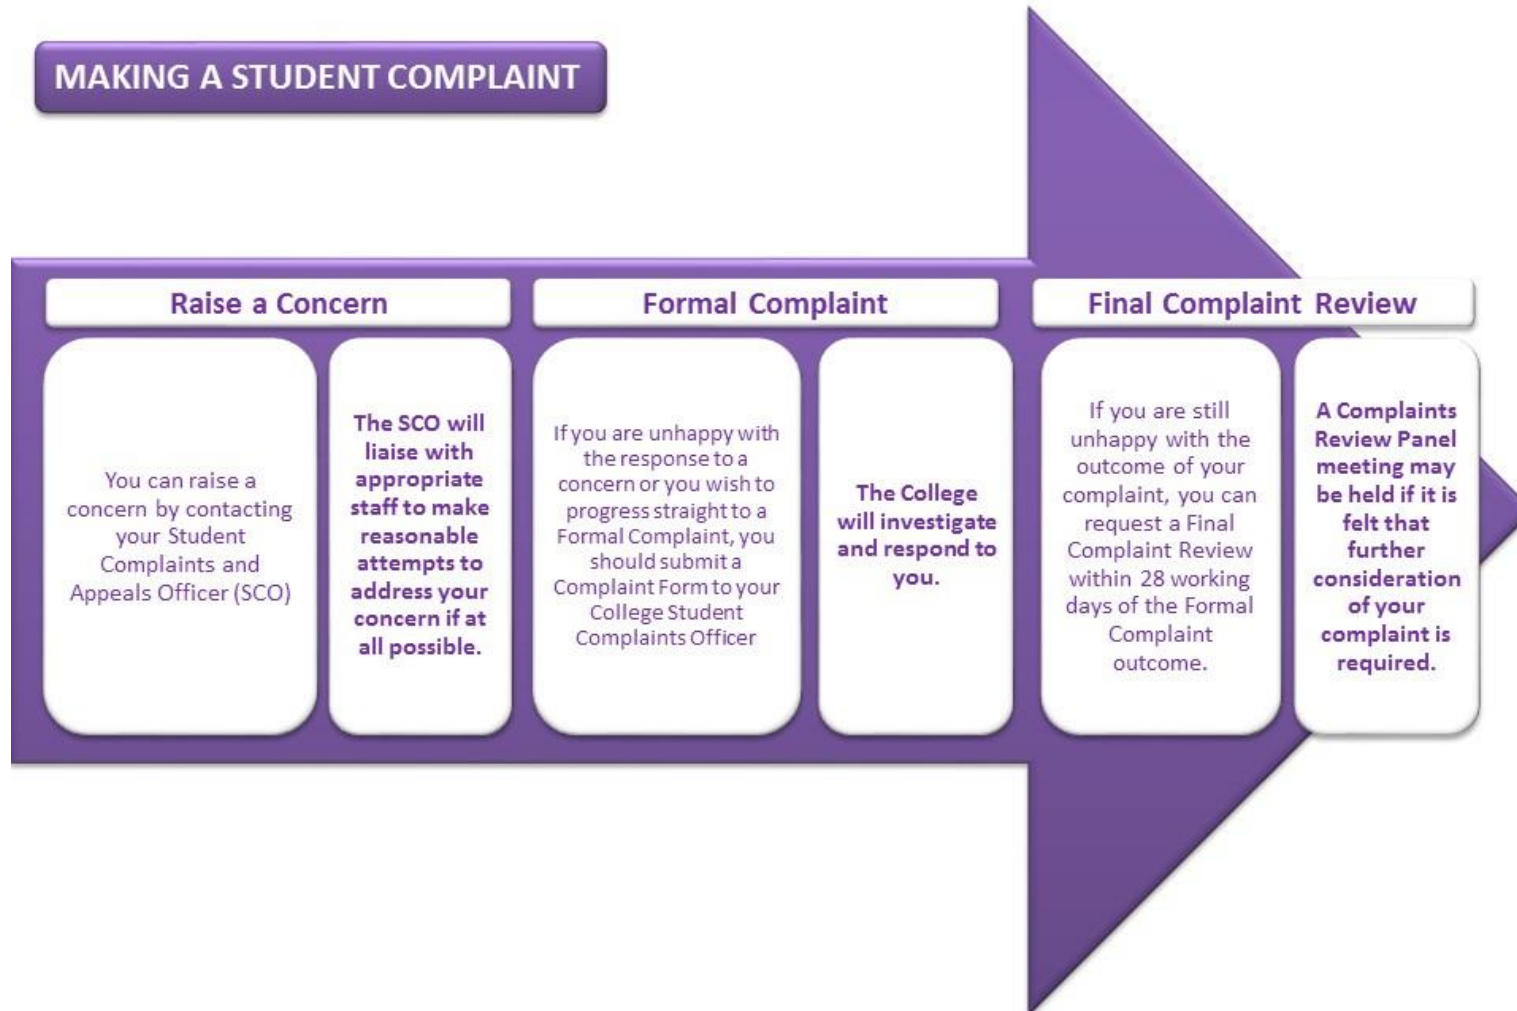 MAKING A STUDENT COMPLAINT
Raise a Concern
You can raise a
concern by contacting
your Student
Complaints and
Appeals Officer (SCO)
The SCO will
liaise with
appropriate
staff to make
reasonable
attempts to
address your
concern if at
all possible.
Formal Complaint
If you are unhappy with
the response to a
concern or you wish to
progress straight to a
Formal Complaint, you
should submit a
Complaint Form to your
College Student
Complaints Officer
The College
will investigate
and respond to
you.
Final Complaint Review
If you are still
unhappy with the
outcome of your
complaint, you can
request a Final
Complaint Review
within 28 working
days of the Formal
Complaint
outcome.
A Complaints
Review Panel
meeting may
be held if it is
felt that
further
consideration
of your
complaint is
required.